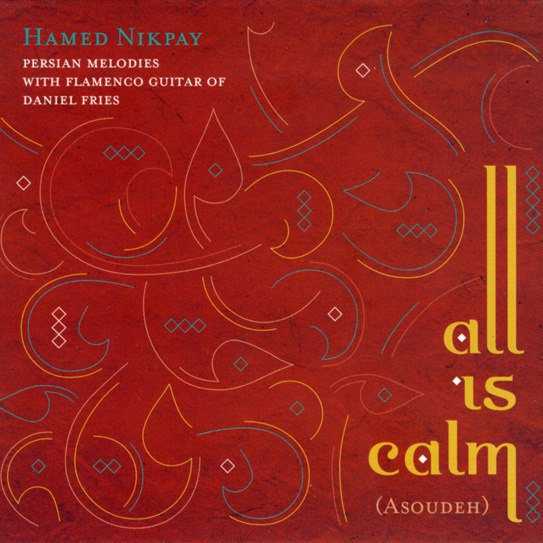 Hamed Nikpay
Persian melodies
with flamenco guitar of
Daniel Fries
all
is
calm
(Asoudeh)